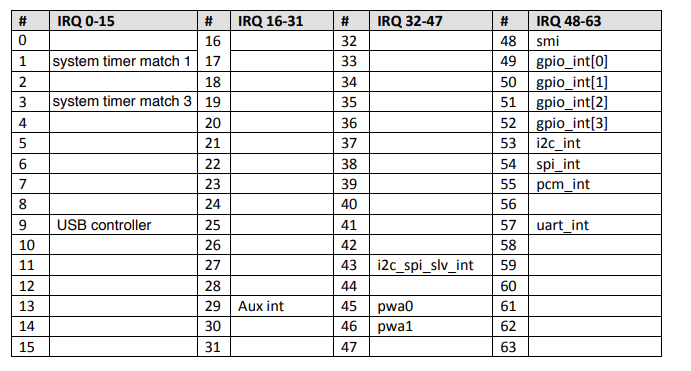 # IRQ 0-15 # IRQ 16-31 # IRQ 32-47 # IRQ 48-63
0 16 32 48 smi
1 system timer match 1 17 33 49 gpio_int[0]
2 18 34 50 gpio_int[1]
3 system timer match 3 19 35 51 gpio_int[2]
4 20 36 52 gpio_int[3]
5 21 37 53 i2c_int
6 22 38 54 spi_int
7 23 39 55 pcm_int
8 24 40 56
9 USB controller 25 41 57 uart_int
10 26 42 58
11 27 43 i2c_spi_slv_int 59
12 28 44 60
13 29 Aux int 45 pwa0 61
14 30 46 pwa1 62
15 31 47 63